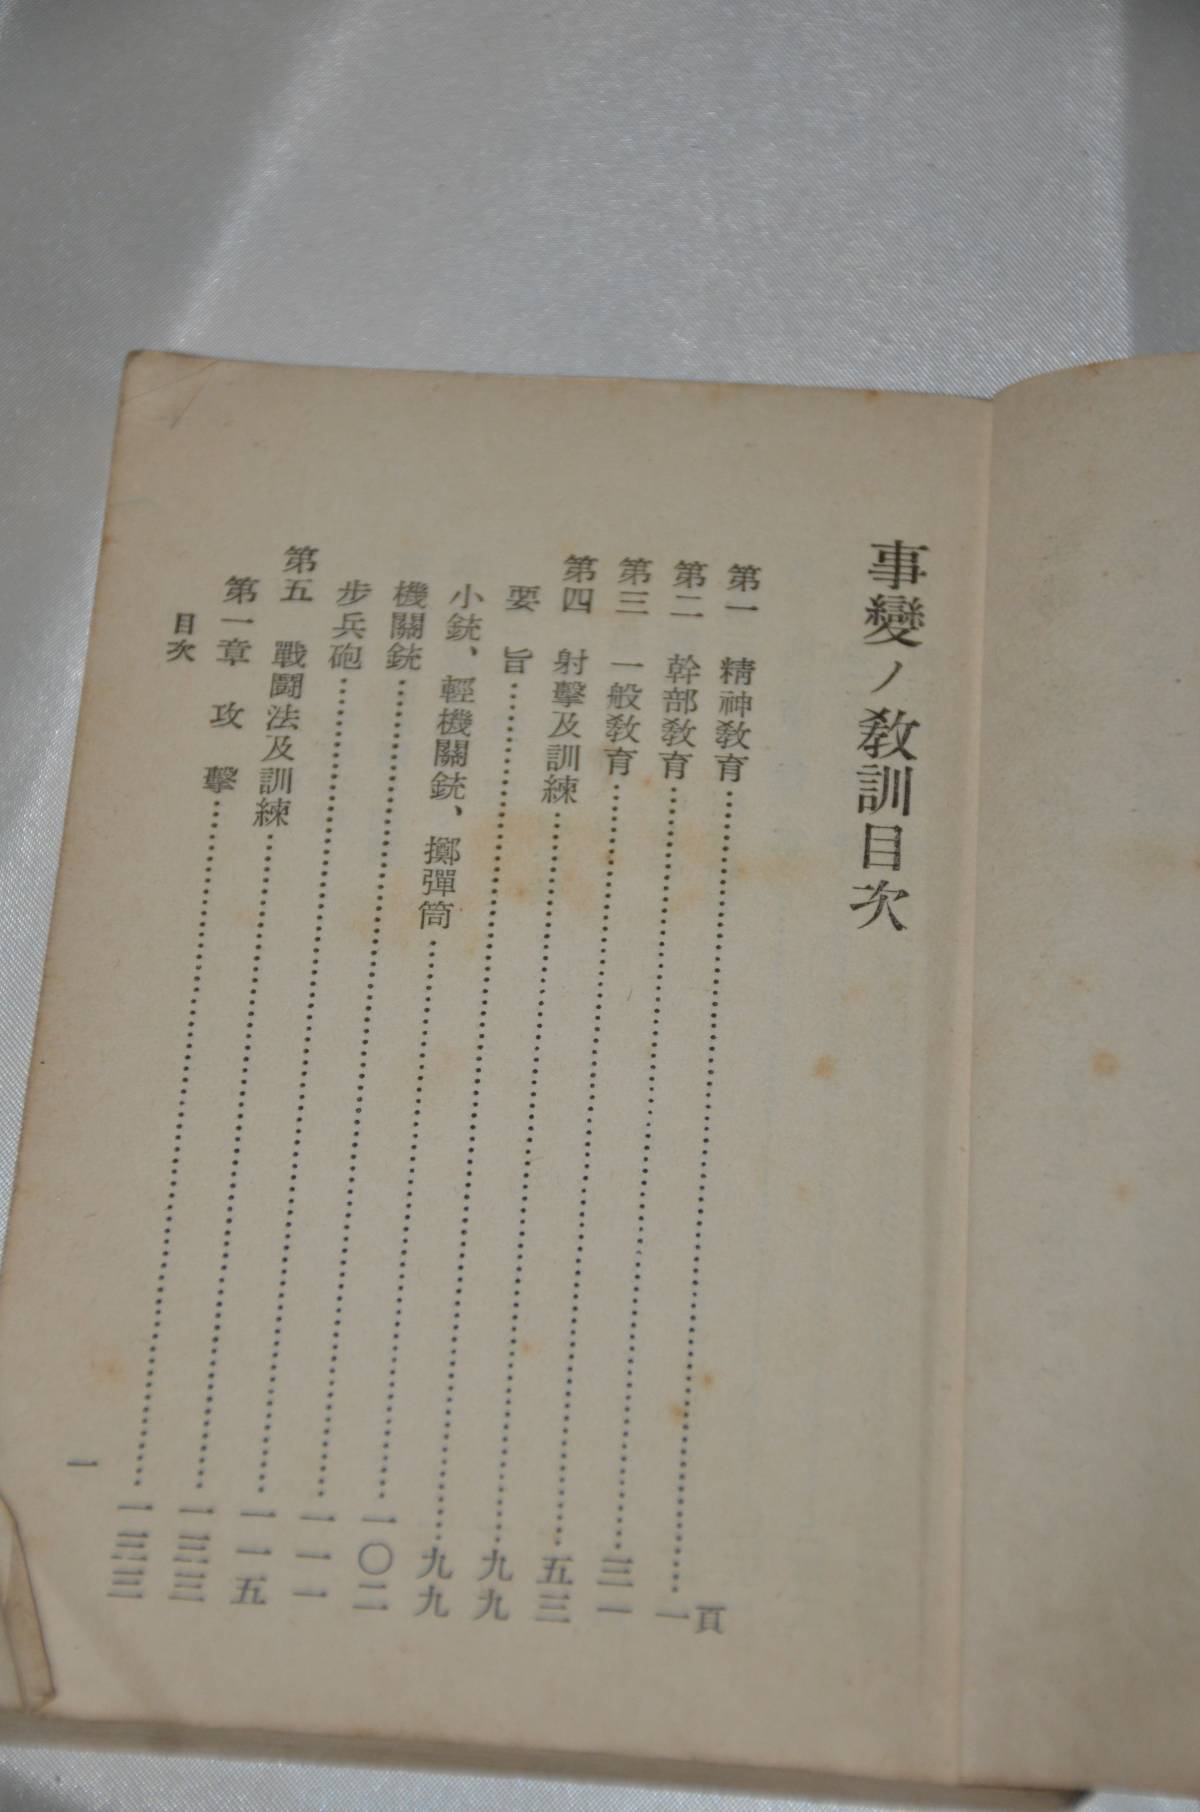 事變ノ教訓目次
頁
第一 精神教育…………一
第二 幹部教育…………三一
第三 一般教育…………五三
第四 射擊及訓練…………九九
要旨…………九九
小銃、輕機關銃、擲彈筒…………一〇二
機關銃…………一一一
步兵砲…………一一五
第五 戰鬪法及訓練…………一三三
第一章 攻擊…………一三三
目次
一